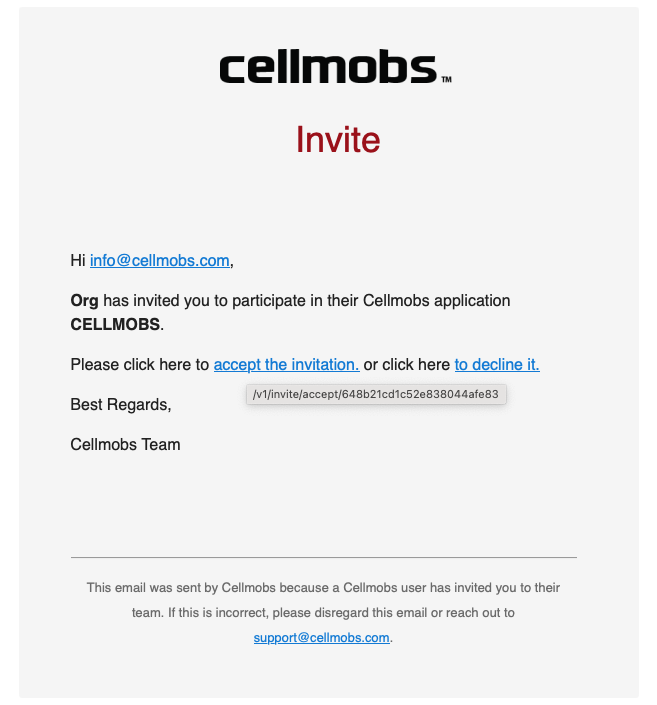 cellmobs TM
Invite
Hi info@cellmobs.com,
Org has invited you to participate in their Cellmobs application
CELLMOBS.
Please click here to accept the invitation. or click here to decline it.
/v1/invite/accept/648b21cd1c52e838044afe83
Best Regards,
Cellmobs Team
This email was sent by Cellmobs because a Cellmobs user has invited you to their
team. If this is incorrect, please disregard this email or reach out to
support@cellmobs.com.